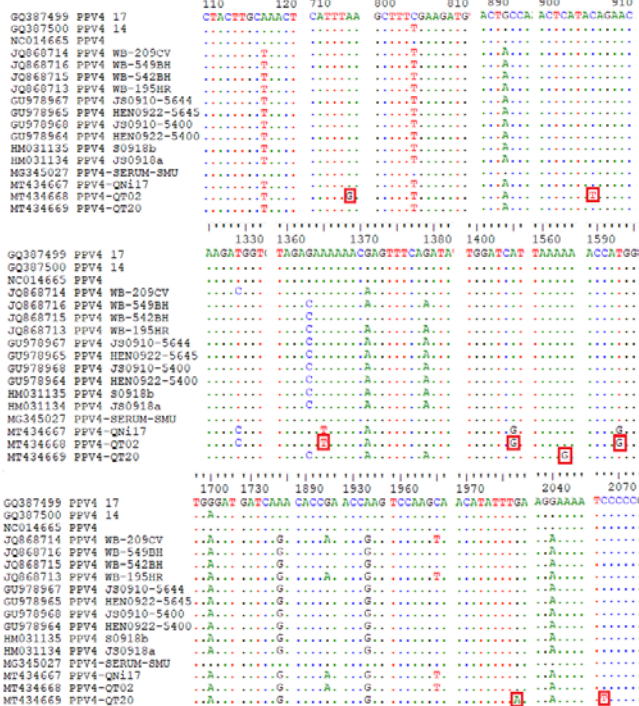 110 120 710 800 810 890 900 910
GQ387499 PPV4 17 CTACTTGCAAACT CATTTAA GCTTTCGAAGATG ACTGCCAAACTCATACAGAAC
GQ387500 PPV4 14 T
NC014665 PPV4
JQ868714 PPV4 WB-209CV T T A
JQ868716 PPV4 WB-549BH T T A
JQ868715 PPV4 WB-542BH T T A
JQ868713 PPV4 WB-195HR T T A
GU978967 PPV4 JS0910-5644 T T A
GU978965 PPV4 HEN0922-5645 T T A
GU978968 PPV4 JS0910-5400 T T A
GU978964 PPV4 HEN0922-5400 T T A
HM031135 PPV4 S0918b T T A
HM031134 PPV4 JS0918a T T A
MG345027 PPV4-SERUM-SMU
MT434667 PPV4-QNi17 T T A
MT434668 PPV4-QT02 T G T A T
MT434669 PPV4-QT20 T T A
1330 1360 1370 1380 1400 1560 1590
GQ387499 PPV4 17 AAGATGGT TAGAGAAAAAACGAGTTTCAGATA TGGATCAT TAAAAA ACCATGG
GQ387500 PPV4 14
NC014665 PPV4
JQ868714 PPV4 WB-209CV C A
JQ868716 PPV4 WB-549BH C A A
JQ868715 PPV4 WB-542BH C
JQ868713 PPV4 WB-195HR C A A
GU978967 PPV4 JS0910-5644 C A A
GU978965 PPV4 HEN0922-5645 C A A
GU978968 PPV4 JS0910-5400 C A A
GU978964 PPV4 HEN0922-5400 C A A
HM031135 PPV4 S0918b C A A
HM031134 PPV4 JS0918a C A A
MG345027 PPV4-SERUM-SMU
MT434667 PPV4-QNi17 C T A G G
MT434668 PPV4-QT02 C T A G G
MT434669 PPV4-QT20 C A A G
1700 1730 1890 1930 1960 1970 2040 2070
GQ387499 PPV4 17 TGGGAT GATCAAA CACCGAACCAAG TCCAAGCA ACATATTTGA AGGAAAA TCCCCC
GQ387500 PPV4 14 A
NC014665 PPV4
JQ868714 PPV4 WB-209CV A G A G T A
JQ868716 PPV4 WB-549BH A G G A
JQ868715 PPV4 WB-542BH A G G A
JQ868713 PPV4 WB-195HR A G A G T A
GU978967 PPV4 JS0910-5644 A G G A
GU978965 PPV4 HEN0922-5645 A G G A
GU978968 PPV4 JS0910-5400 A G G A
GU978964 PPV4 HEN0922-5400 A G G A
HM031135 PPV4 S0918b A G G A
HM031134 PPV4 JS0918a A G G A
MG345027 PPV4-SERUM-SMU
MT434667 PPV4-QNi17 A G A G T A
MT434668 PPV4-QT02 A G A G T A
MT434669 PPV4-QT20 A G G A A T